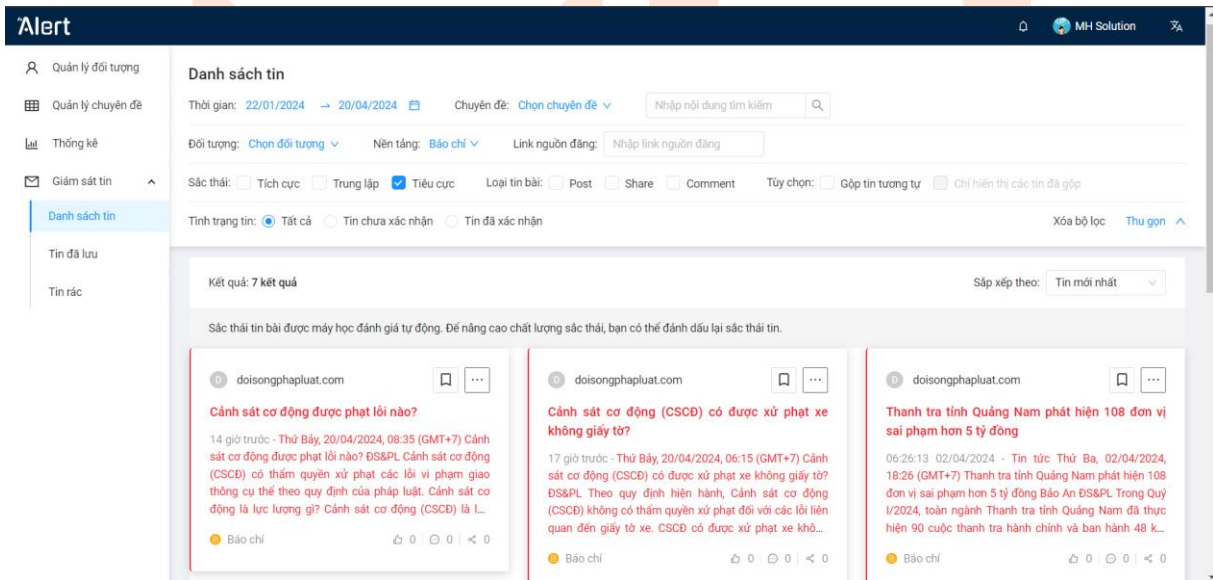 Alert
MH Solution
Quản lý đối tượng
Quản lý chuyên đề
Thống kê
Giám sát tin
Danh sách tin
Tin đã lưu
Tin rác
Danh sách tin
Thời gian: 22/01/2024 → 20/04/2024 Chuyên đề: Chọn chuyên đề Nhập nội dung tìm kiếm
Đối tượng: Chọn đối tượng Nền tảng: Báo chí Link nguồn đăng: Nhập link nguồn đăng
Sắc thái: Tích cực Trung lập Tiêu cực Loại tin bài: Post Share Comment Tùy chọn: Gộp tin tương tự Chỉ hiển thị các tin đã gộp
Tình trạng tin: Tất cả Tin chưa xác nhận Tin đã xác nhận Xóa bộ lọc Thu gọn
Kết quả: 7 kết quả Sắp xếp theo: Tin mới nhất
Sắc thái tin bài được máy học đánh giá tự động. Để nâng cao chất lượng sắc thái, bạn có thể đánh dấu lại sắc thái tin.
D doisongphapluat.com
Cảnh sát cơ động được phạt lỗi nào?
14 giờ trước - Thứ Bảy, 20/04/2024, 08:35 (GMT+7) Cảnh
sát cơ động được phạt lỗi nào? ĐS&PL Cảnh sát cơ động
(CSCĐ) có thẩm quyền xử phạt các lỗi vi phạm giao
thông cụ thể theo quy định của pháp luật. Cảnh sát cơ
động là lực lượng gì? Cảnh sát cơ động (CSCĐ) là l...
Báo chí 0 0 0
D doisongphapluat.com
Cảnh sát cơ động (CSCĐ) có được xử phạt xe
không giấy tờ?
17 giờ trước - Thứ Bảy, 20/04/2024, 06:15 (GMT+7) Cảnh
sát cơ động (CSCĐ) có được xử phạt xe không giấy tờ?
ĐS&PL Theo quy định hiện hành, Cảnh sát cơ động
(CSCĐ) không có thẩm quyền xử phạt đối với các lỗi liên
quan đến giấy tờ xe. CSCĐ có được xử phạt xe khô...
Báo chí 0 0 0
D doisongphapluat.com
Thanh tra tỉnh Quảng Nam phát hiện 108 đơn vị
sai phạm hơn 5 tỷ đồng
06:26:13 02/04/2024 - Tin tức Thứ Ba, 02/04/2024,
18:26 (GMT+7) Thanh tra tỉnh Quảng Nam phát hiện 108
đơn vị sai phạm hơn 5 tỷ đồng Bảo An ĐS&PL Trong Quý
I/2024, toàn ngành Thanh tra tỉnh Quảng Nam đã thực
hiện 90 cuộc thanh tra hành chính và ban hành 48 k...
Báo chí 0 0 0